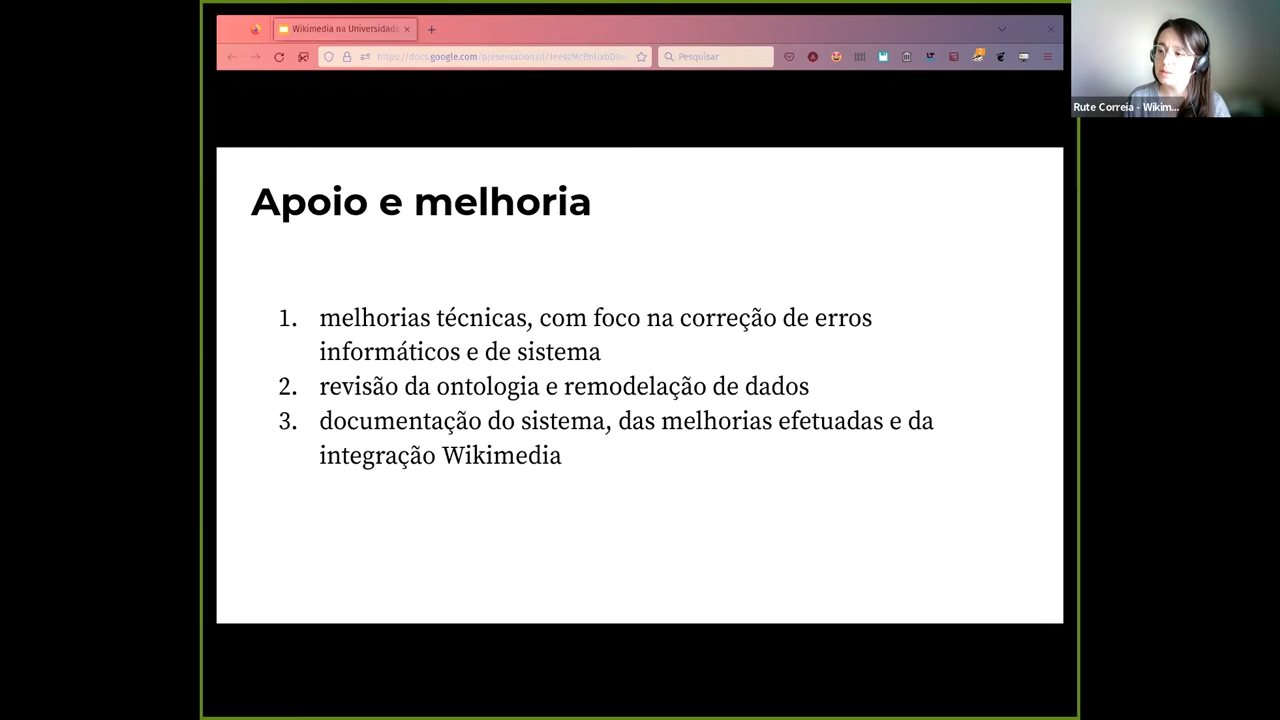 Wikimedia na Universidade
https://docs.google.com/presentation/d/
Pesquisar
Rute Correia - Wikim...
Apoio e melhoria
1. melhorias técnicas, com foco na correção de erros
informáticos e de sistema
2. revisão da ontologia e remodelação de dados
3. documentação do sistema, das melhorias efetuadas e da
integração Wikimedia